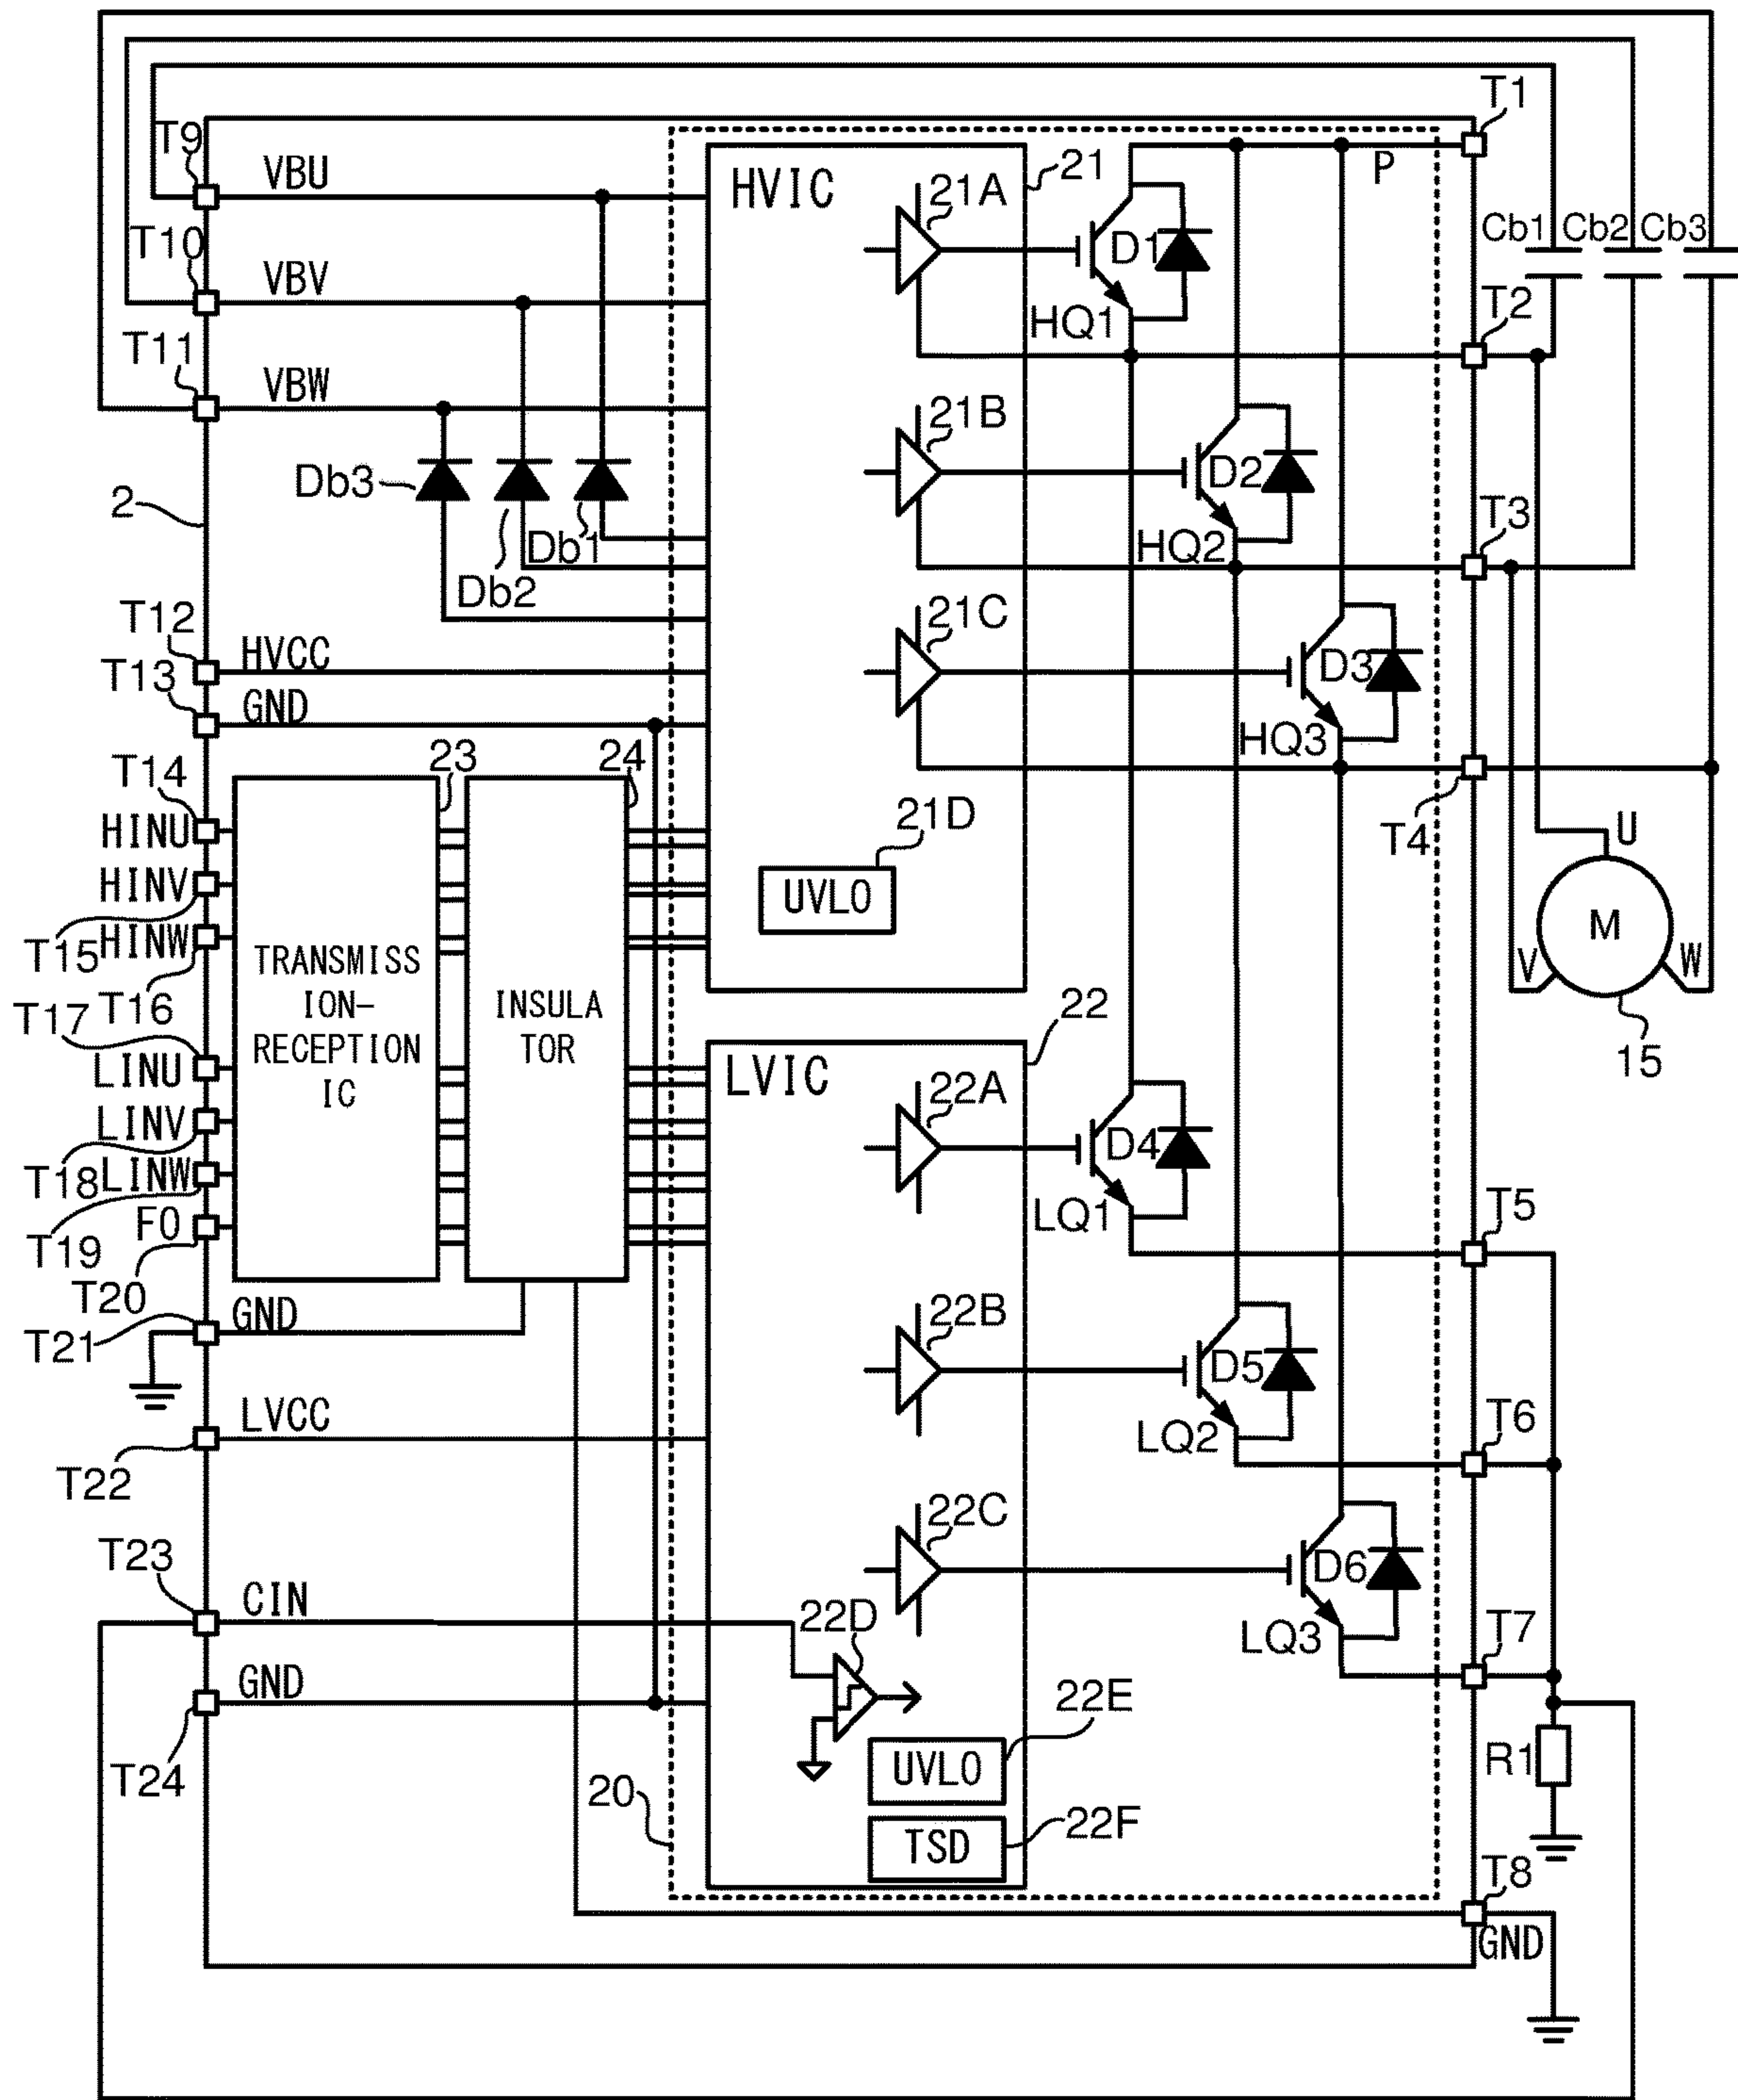 T1
T9
VBU
HVIC
21A
21
P
T10
VBV
D1
Cb1
Cb2
Cb3
HQ1
T2
T11
VBW
21B
Db3
D2
2
Db1
HQ2
T3
Db2
T12
HVCC
21C
T13
GND
D3
HQ3
T14
23
24
HINU
21D
T4
U
HINV
UVLO
T15
HINW
TRANSMISS
ION-
RECEPTION
IC
INSULA
TOR
M
V
W
T16
T17
22
15
LINU
LVIC
22A
LINV
D4
T18
LINW
LQ1
T5
F0
T19
T20
GND
22B
T21
D5
LVCC
LQ2
T6
T22
22C
T23
D6
CIN
22D
LQ3
T7
GND
22E
T24
UVLO
R1
20
22F
TSD
T8
GND